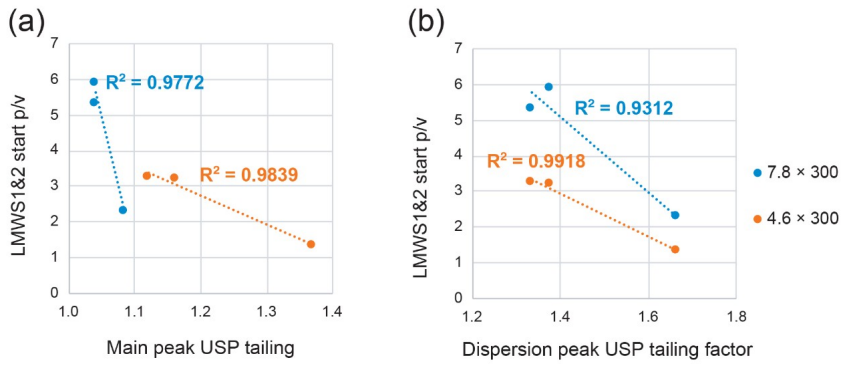 (a)
7
6
5
4
3
2
1
0
LMWS1&2 start p/v
R² = 0.9772
R² = 0.9839
1.0 1.1 1.2 1.3 1.4
Main peak USP tailing
(b)
7
6
5
4
3
2
1
0
LMWS1&2 start p/v
R² = 0.9312
R² = 0.9918
1.2 1.4 1.6 1.8
Dispersion peak USP tailing factor
7.8 × 300
4.6 × 300